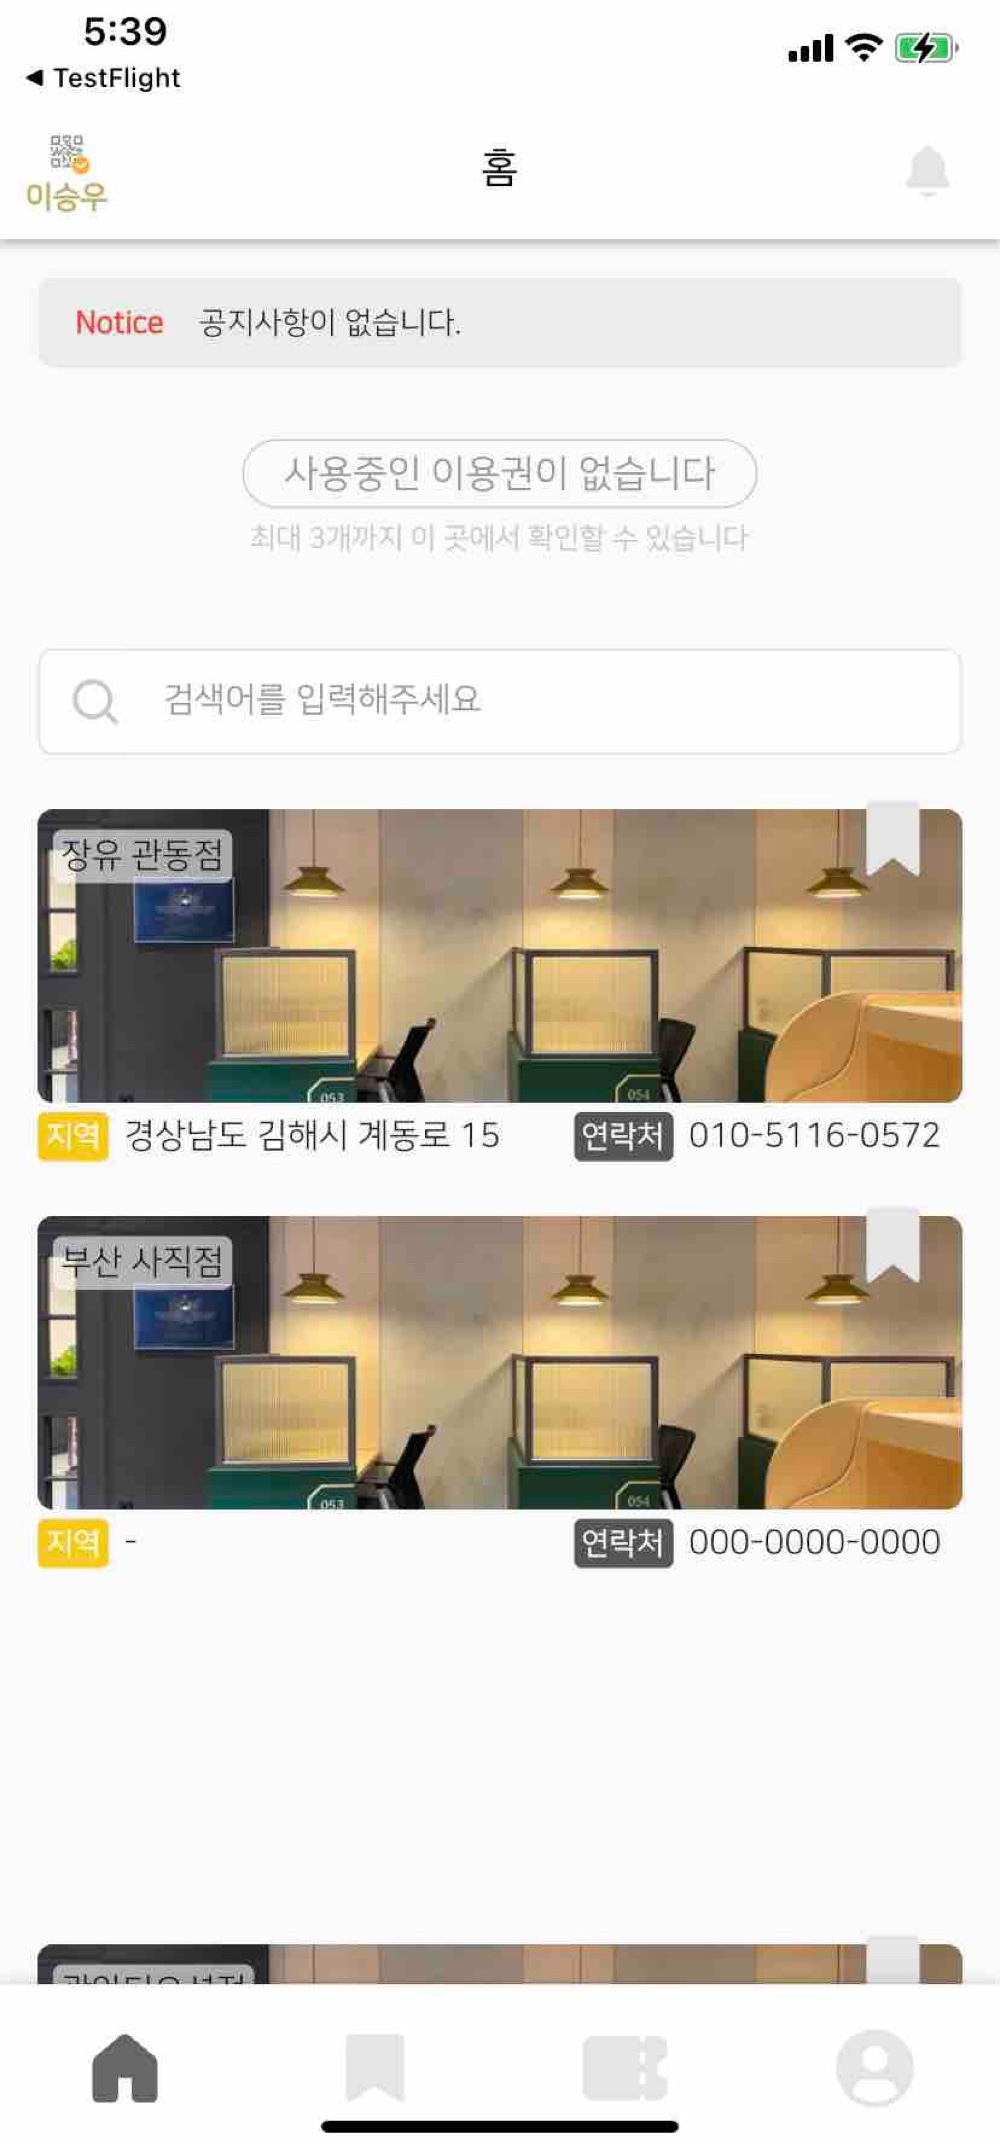 5:39
◀ TestFlight
이승우
홈
Notice 공지사항이 없습니다.
사용중인 이용권이 없습니다
최대 3개까지 이 곳에서 확인할 수 있습니다
검색어를 입력해주세요
장유 관동점
053
054
지역 경상남도 김해시 계동로 15 연락처 010-5116-0572
부산 사직점
053
054
지역 - 연락처 000-0000-0000